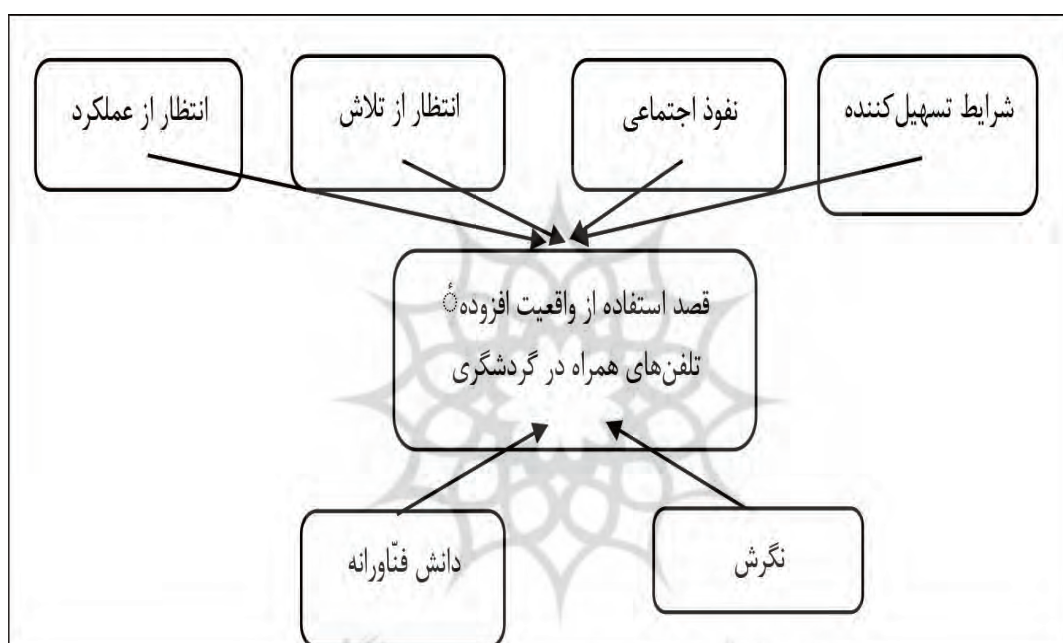 شرایط تسهیل‌کننده
نفوذ اجتماعی
انتظار از تلاش
انتظار از عملکرد
قصد استفاده از واقعیت افزودهٔ
تلفن‌های همراه در گردشگری
نگرش
دانش فنّاورانه